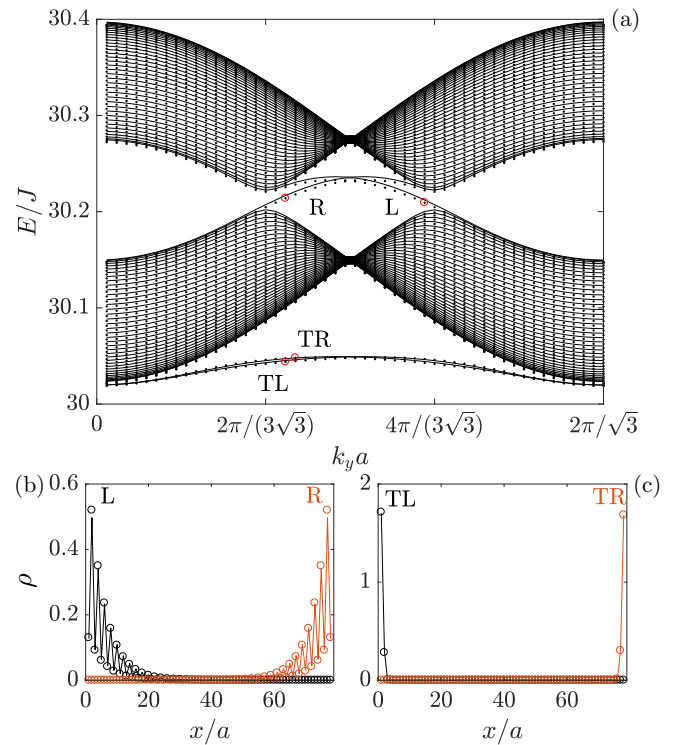 30.4
(a)
30.3
E/J
30.2
R
L
30.1
TR
TL
30
0
2π/(3√3)
4π/(3√3)
2π/√3
k_y a
(b)
0.6
L
R
0.4
ρ
0.2
0
0
20
40
60
x/a
(c)
2
TL
TR
1
0
0
20
40
60
x/a